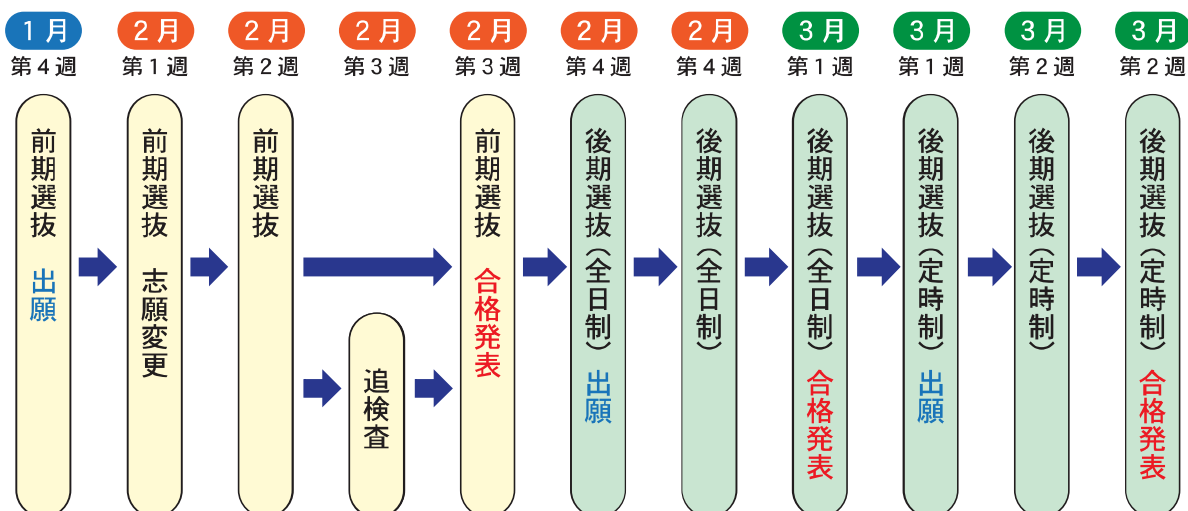 1月
第4週
前期選抜 出願
2月
第1週
前期選抜 志願変更
2月
第2週
前期選抜
2月
第3週
追検査
2月
第3週
前期選抜 合格発表
2月
第4週
後期選抜(全日制) 出願
2月
第4週
後期選抜(全日制)
3月
第1週
後期選抜(全日制) 合格発表
3月
第1週
後期選抜(定時制) 出願
3月
第2週
後期選抜(定時制)
3月
第2週
後期選抜(定時制) 合格発表